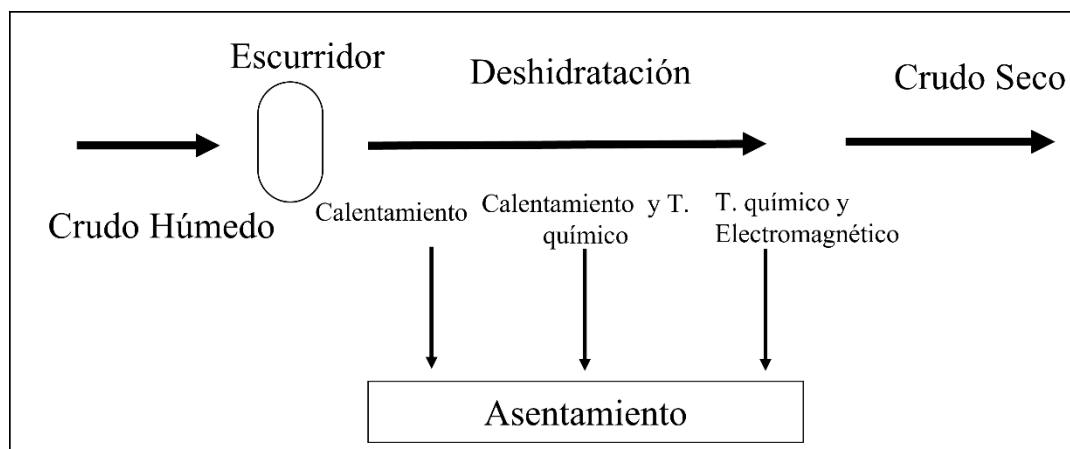 Escurridor
Deshidratación
Crudo Seco
Crudo Húmedo
Calentamiento
Calentamiento y T.
químico
T. químico y
Electromagnético
Asentamiento